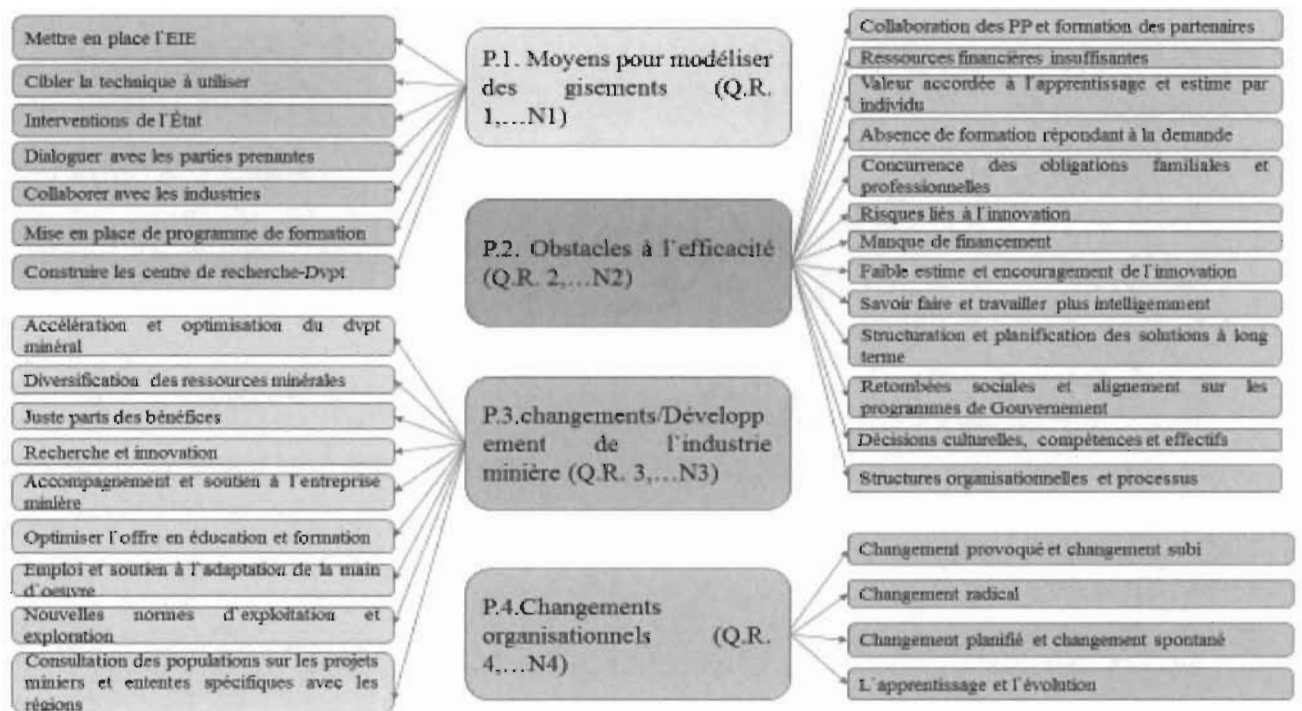 Mettre en place l'EIE
Cibler la technique à utiliser
Interventions de l'État
Dialoguer avec les parties prenantes
Collaborer avec les industries
Mise en place de programme de formation
Construire les centre de recherche-Dvpt
P.1. Moyens pour modéliser
des gisements (Q.R.
1,…N1)
Collaboration des PP et formation des partenaires
Ressources financières insuffisantes
Valeur accordée à l'apprentissage et estime par
individu
Absence de formation répondant à la demande
Concurrence des obligations familiales et
professionnelles
Risques liés à l'innovation
Manque de financement
Faible estime et encouragement de l'innovation
Savoir faire et travailler plus intelligemment
Structuration et planification des solutions à long
terme
Retombées sociales et alignement sur les
programmes de Gouvernement
Décisions culturelles, compétences et effectifs
Structures organisationnelles et processus
P.2. Obstacles à l'efficacité
(Q.R. 2,…N2)
Accélération et optimisation du dvpt
minéral
Diversification des ressources minérales
Juste parts des bénéfices
Recherche et innovation
Accompagnement et soutien à l'entreprise
minière
Optimiser l'offre en éducation et formation
Emploi et soutien à l'adaptation de la main
d'oeuvre
Nouvelles normes d'exploitation et
exploration
Consultation des populations sur les projets
miniers et ententes spécifiques avec les
régions
P.3.changements/Développ
ement de l'industrie
minière (Q.R. 3,…N3)
P.4.Changements
organisationnels (Q.R.
4,…N4)
Changement provoqué et changement subi
Changement radical
Changement planifié et changement spontané
L'apprentissage et l'évolution